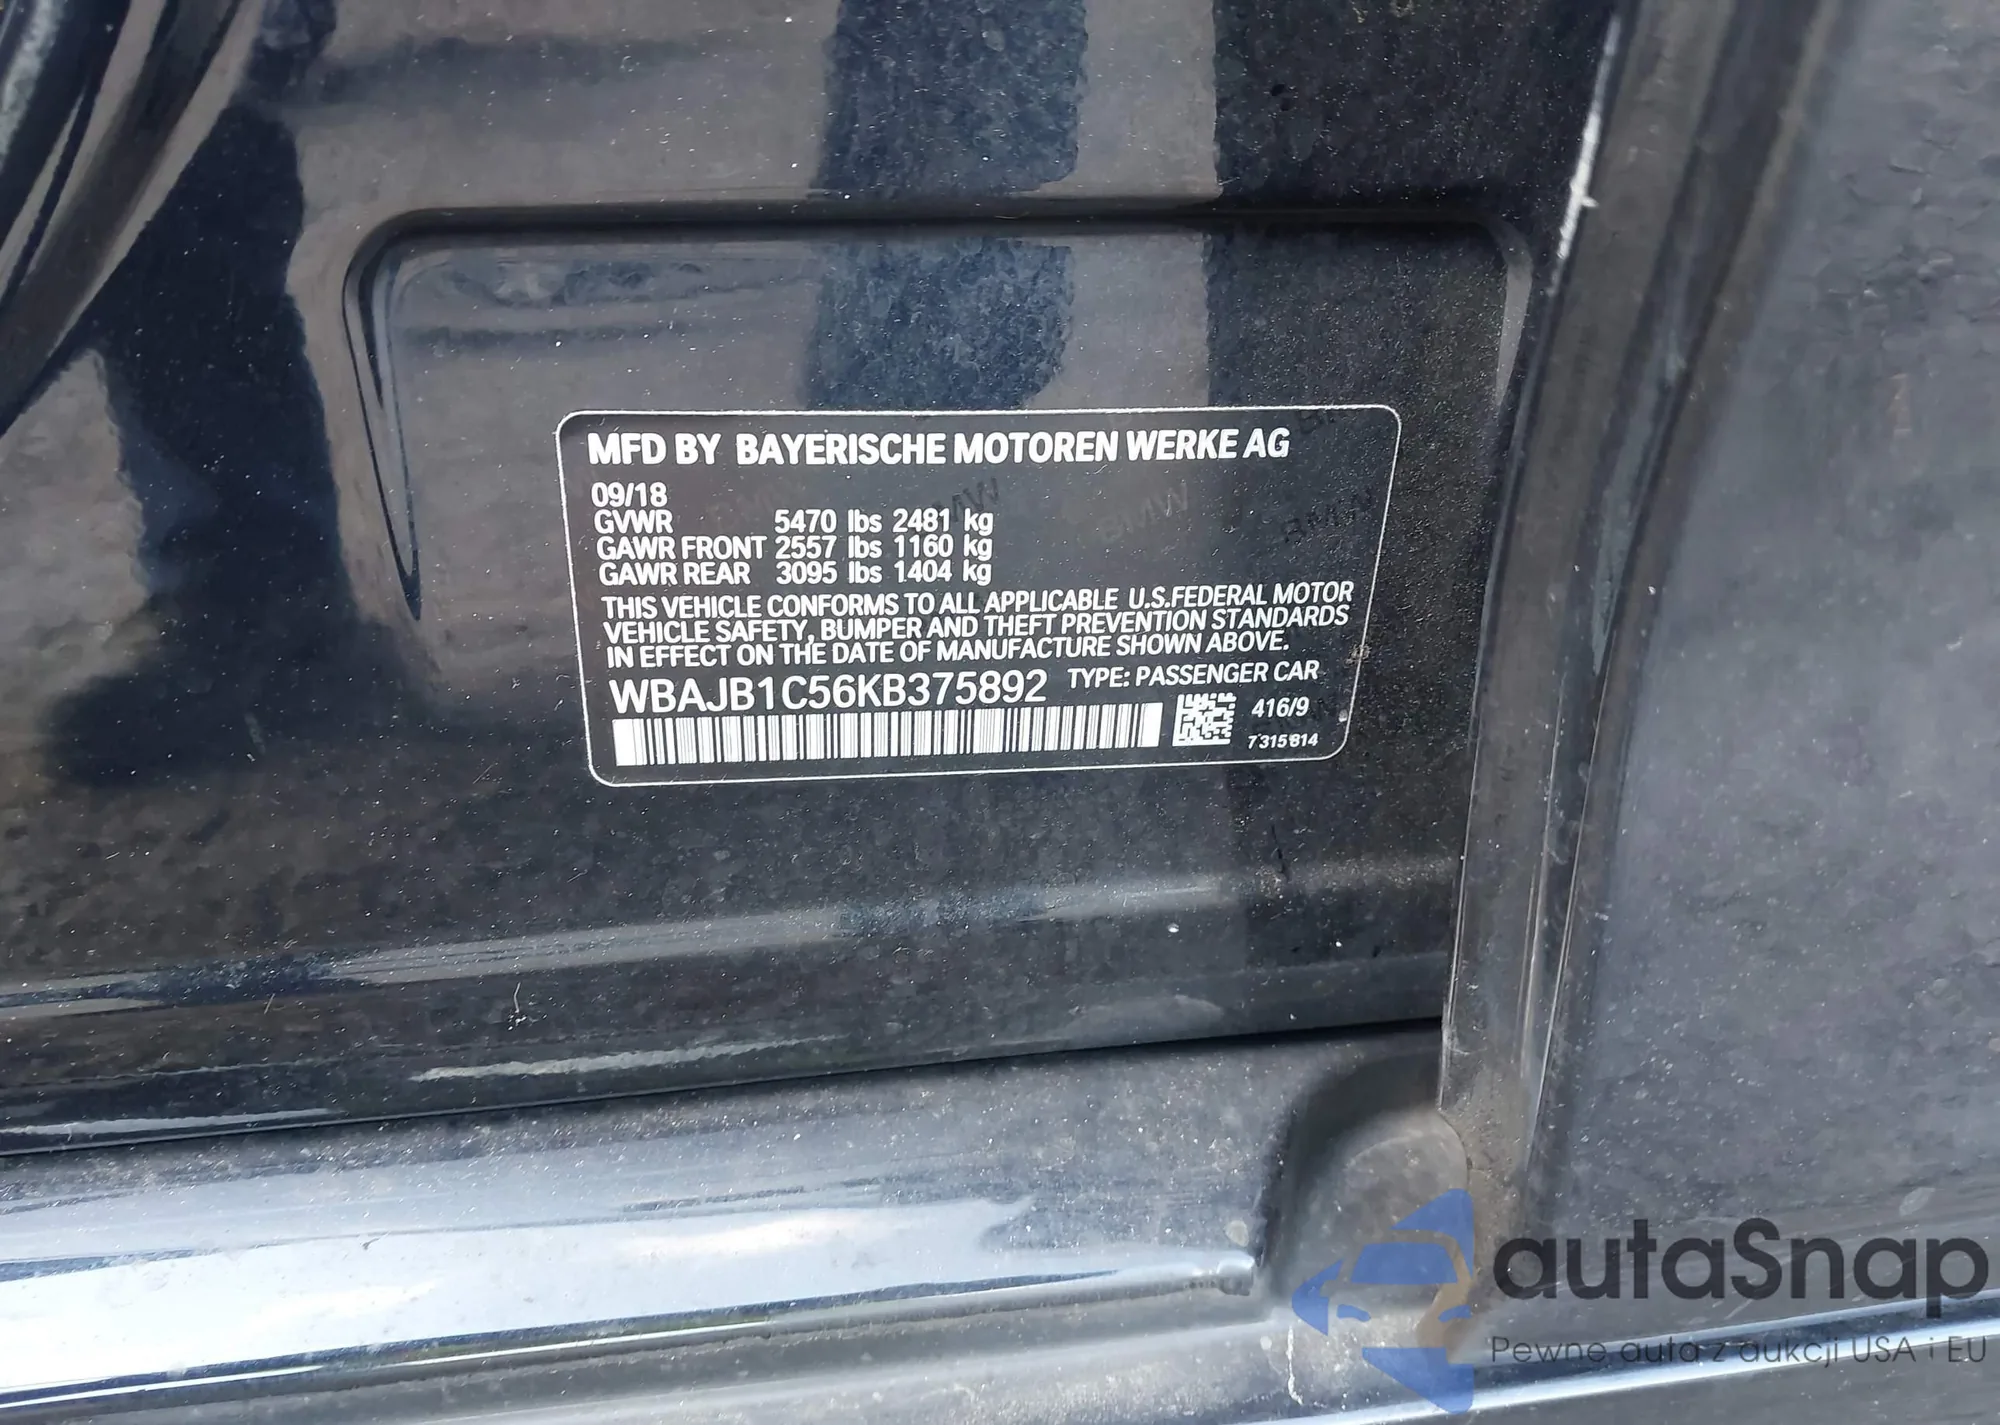 MFD BY BAYERISCHE MOTOREN WERKE AG
09/18
GVWR 5470 lbs 2481 kg
GAWR FRONT 2557 lbs 1160 kg
GAWR REAR 3095 lbs 1404 kg
THIS VEHICLE CONFORMS TO ALL APPLICABLE U.S.FEDERAL MOTOR
VEHICLE SAFETY, BUMPER AND THEFT PREVENTION STANDARDS
IN EFFECT ON THE DATE OF MANUFACTURE SHOWN ABOVE.
WBAJB1C56KB375892 TYPE: PASSENGER CAR
416/9
7315814
autaSnap
Pewne auta z aukcji USA i EU